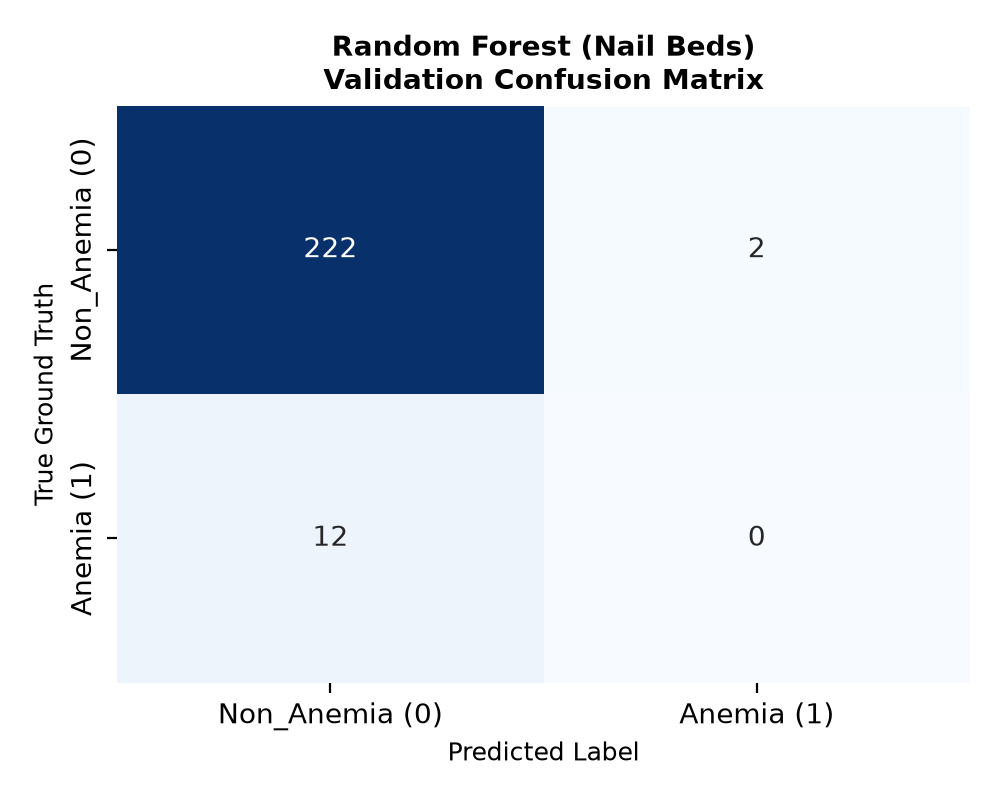 Random Forest (Nail Beds)
Validation Confusion Matrix
True Ground Truth
Non_Anemia (0)
222
2
Anemia (1)
12
0
Non_Anemia (0)
Anemia (1)
Predicted Label